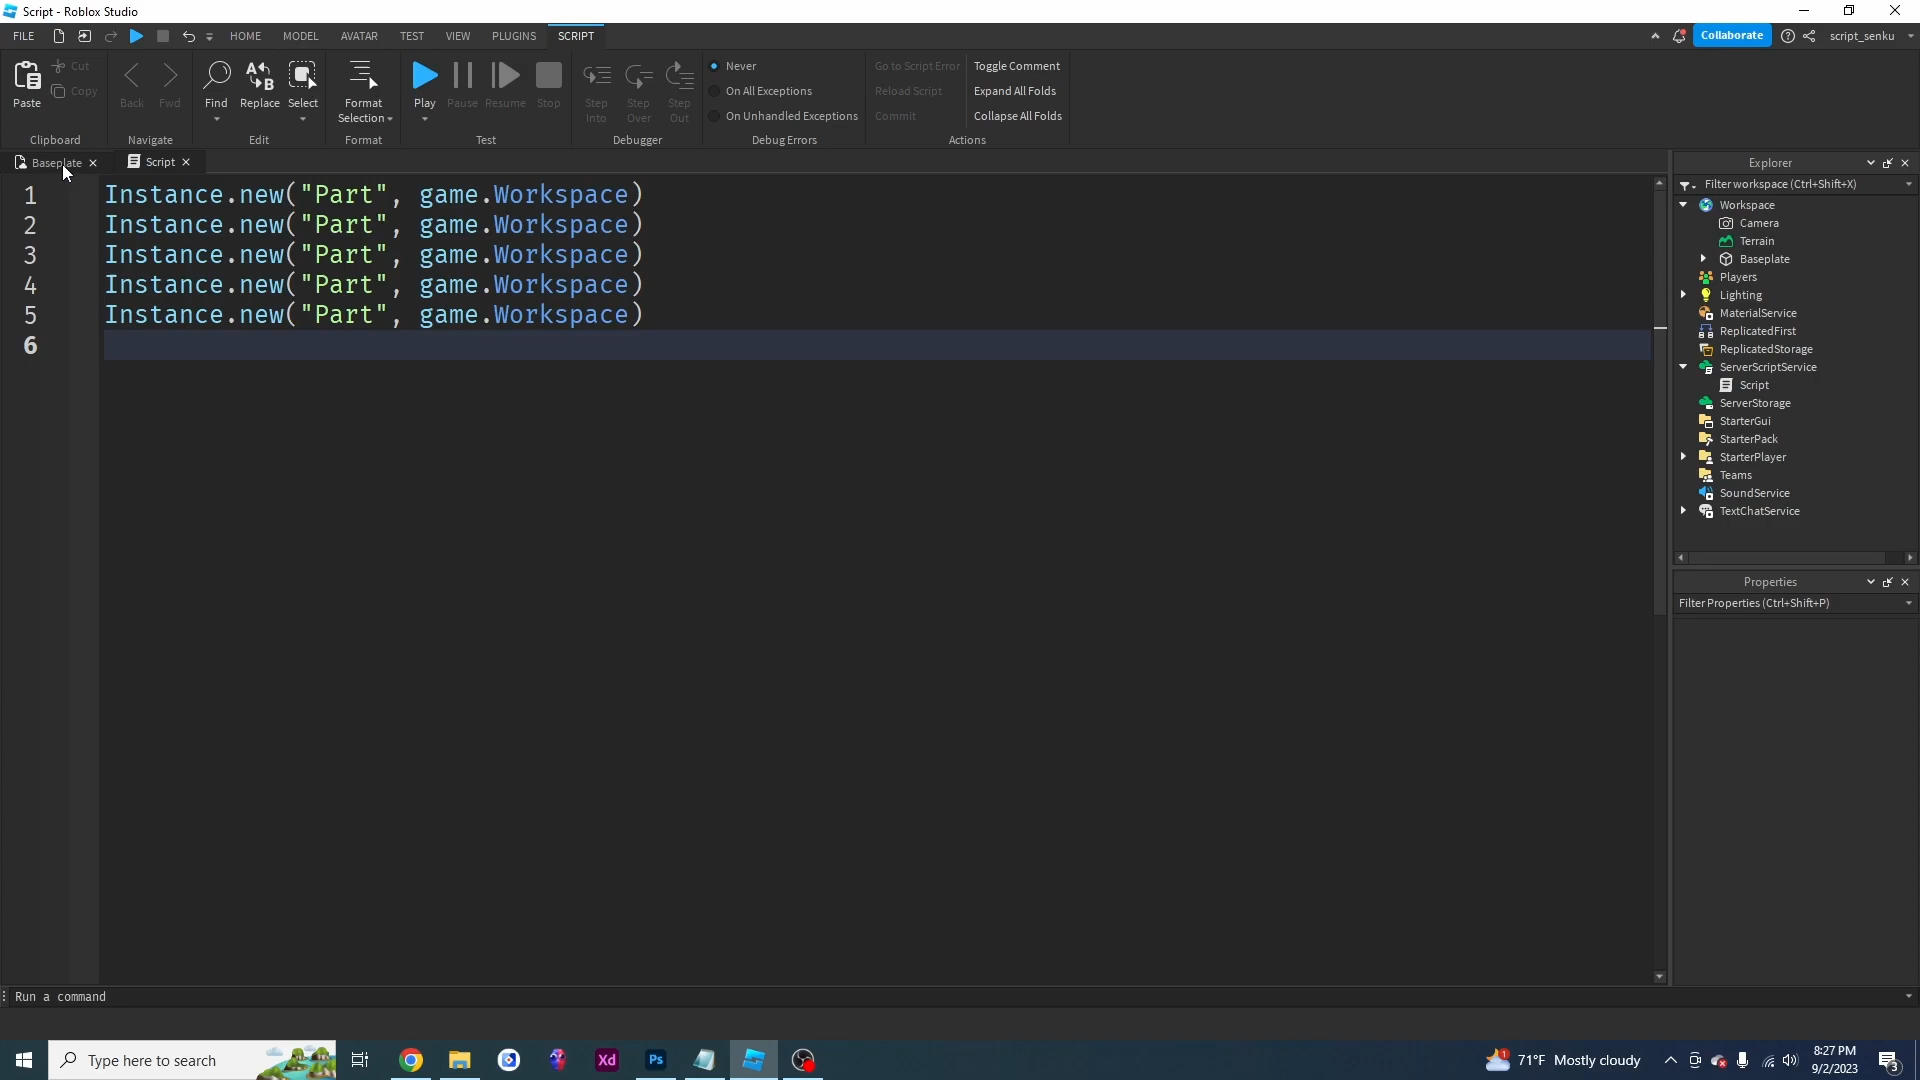 Script - Roblox Studio
FILE HOME MODEL AVATAR TEST VIEW PLUGINS SCRIPT Collaborate script_senku
Paste
Cut
Copy
Clipboard
Back
Fwd
Navigate
Find
Replace
Select
Edit
Format
Selection
Format
Play
Pause
Resume
Stop
Test
Step
Into
Step
Over
Step
Out
Debugger
Never
On All Exceptions
On Unhandled Exceptions
Debug Errors
Go to Script Error
Reload Script
Commit
Toggle Comment
Expand All Folds
Collapse All Folds
Actions
Baseplate
Script
1 Instance.new("Part", game.Workspace)
2 Instance.new("Part", game.Workspace)
3 Instance.new("Part", game.Workspace)
4 Instance.new("Part", game.Workspace)
5 Instance.new("Part", game.Workspace)
6
Explorer
Filter workspace (Ctrl+Shift+X)
Workspace
Camera
Terrain
Baseplate
Players
Lighting
MaterialService
ReplicatedFirst
ReplicatedStorage
ServerScriptService
Script
ServerStorage
StarterGui
StarterPack
StarterPlayer
Teams
SoundService
TextChatService
Properties
Filter Properties (Ctrl+Shift+P)
Run a command
Type here to search
Xd
Ps
1
71°F Mostly cloudy
8:27 PM
9/2/2023
3